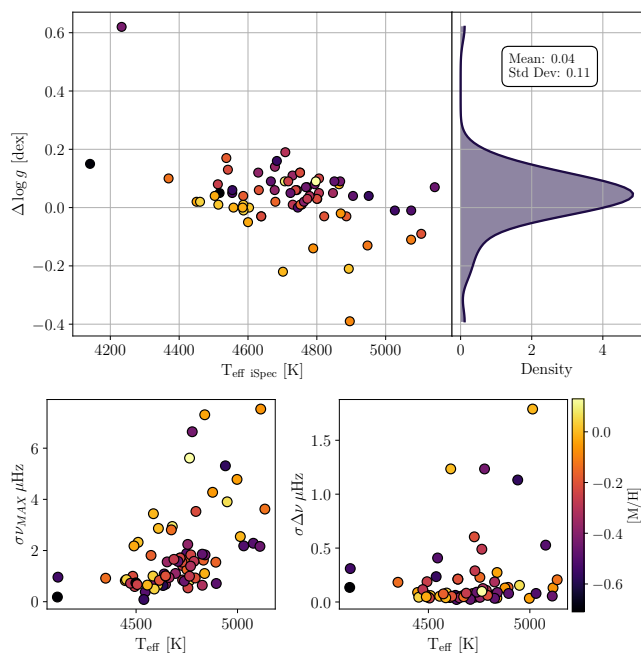 0.6
0.4
0.2
0.0
−0.2
−0.4
Δ log g [dex]
4200 4400 4600 4800 5000
T_eff iSpec [K]
Mean: 0.04
Std Dev: 0.11
0 2 4
Density
6
4
2
0
σν_MAX μHz
4500 5000
T_eff [K]
1.5
1.0
0.5
0.0
σΔν μHz
4500 5000
T_eff [K]
0.0
−0.2
−0.4
−0.6
[M/H]